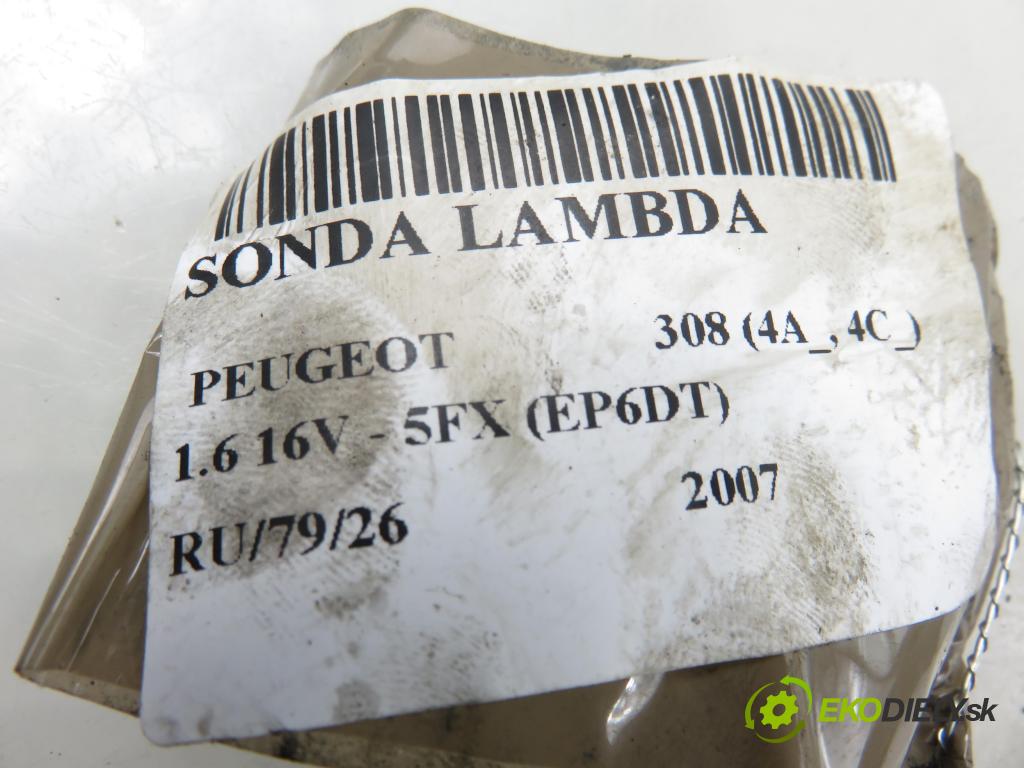 SONDA LAMBDA
PEUGEOT 308 (4A_, 4C_)
1.6 16V - 5FX (EP6DT)
RU/79/26 2007
EKODIELY.sk